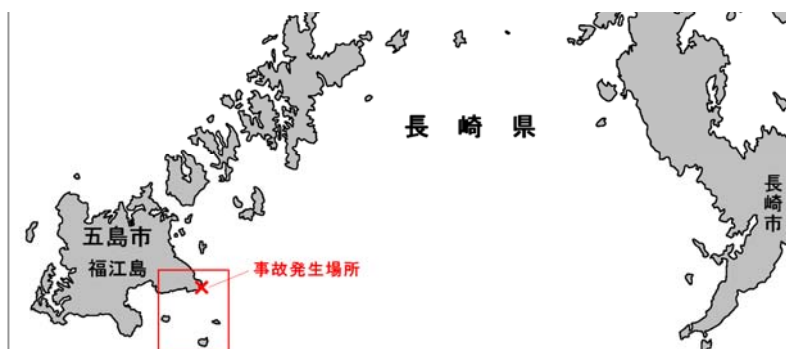 長崎県
長崎市
五島市
福江島
事故発生場所